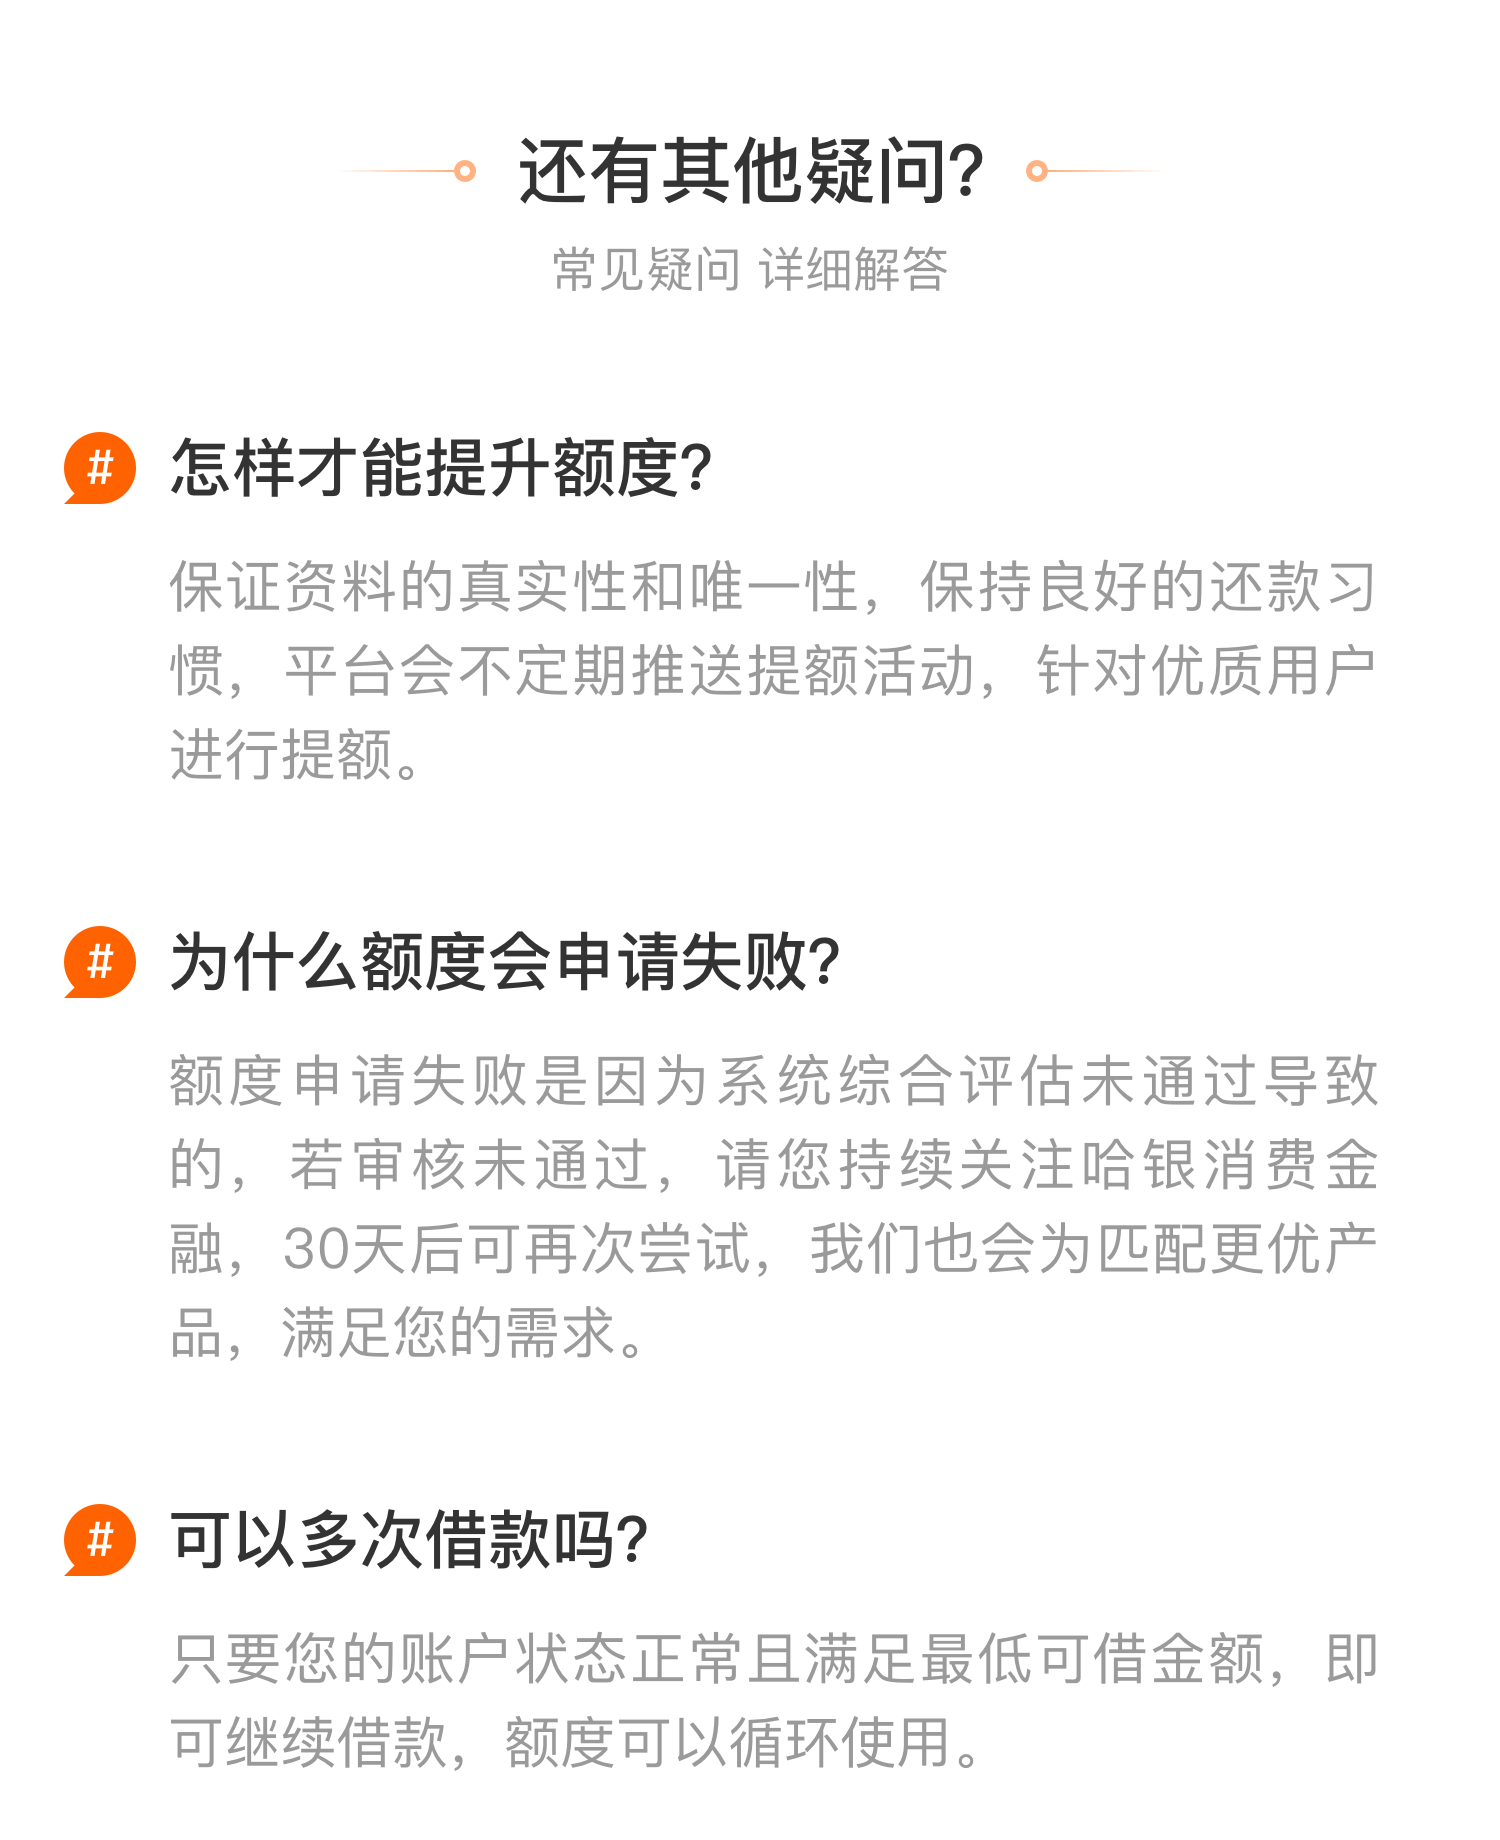 还有其他疑问?
常见疑问 详细解答
# 怎样才能提升额度?
保证资料的真实性和唯一性，保持良好的还款习
惯，平台会不定期推送提额活动，针对优质用户
进行提额。
# 为什么额度会申请失败?
额度申请失败是因为系统综合评估未通过导致
的，若审核未通过，请您持续关注哈银消费金
融，30天后可再次尝试，我们也会为匹配更优产
品，满足您的需求。
# 可以多次借款吗?
只要您的账户状态正常且满足最低可借金额，即
可继续借款，额度可以循环使用。